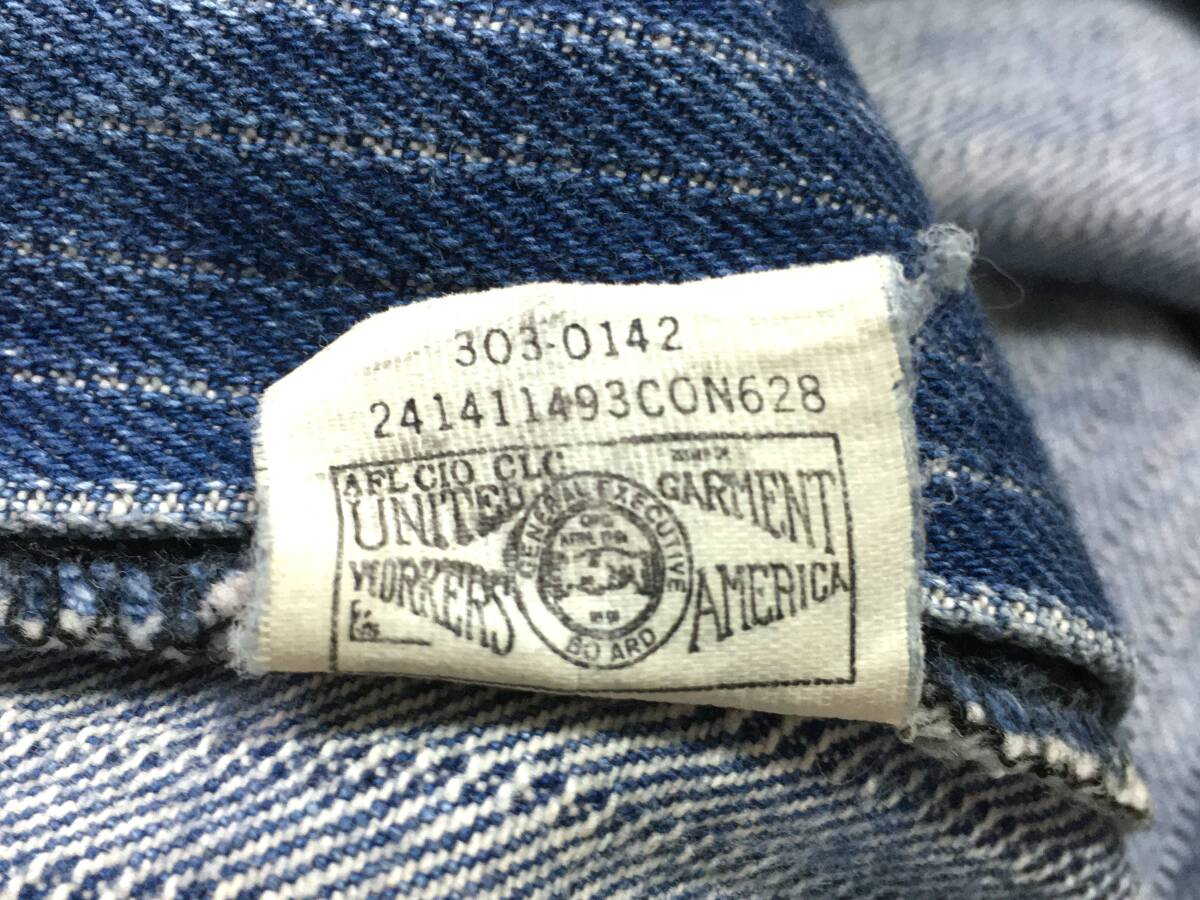 303-0142
241411493CON628
AFL CIO CLC
UNITED GARMENT
WORKERS AMERICA
GENERAL EXECUTIVE
BOARD